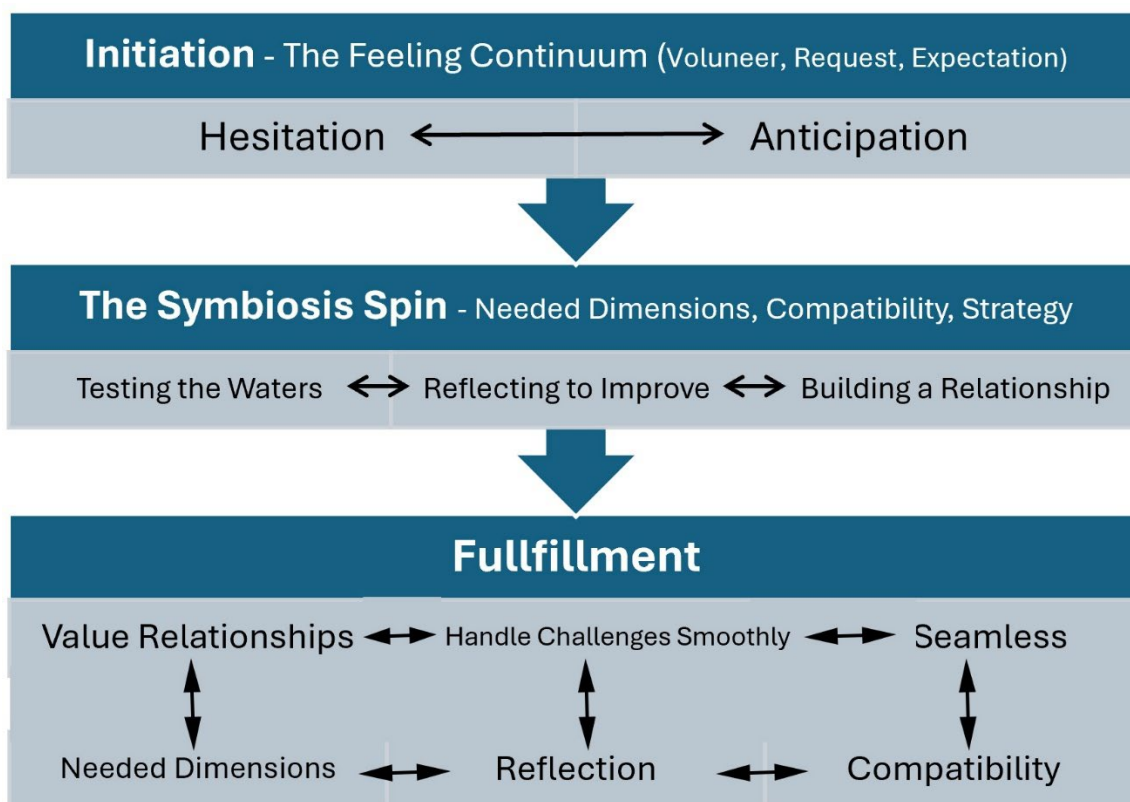 Initiation - The Feeling Continuum (Voluneer, Request, Expectation)
Hesitation Anticipation
The Symbiosis Spin - Needed Dimensions, Compatibility, Strategy
Testing the Waters Reflecting to Improve Building a Relationship
Fullfillment
Value Relationships Handle Challenges Smoothly Seamless
Needed Dimensions Reflection Compatibility